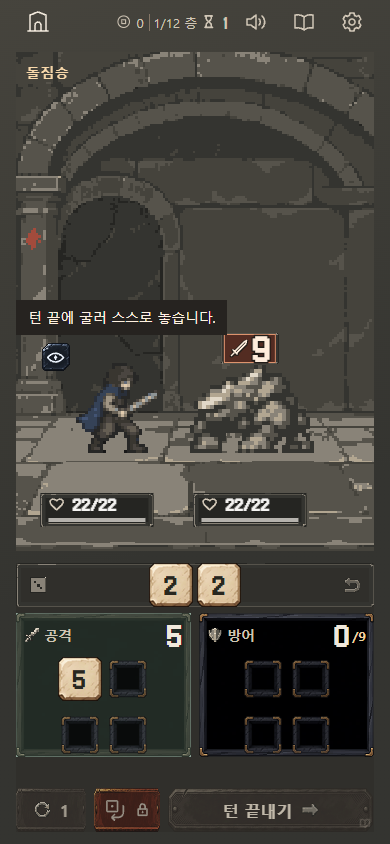 0 1/12 층 1
돌짐승
턴 끝에 굴러 스스로 놓습니다.
9
22/22 22/22
2 2
공격 5 방어 0/9
5
1 턴 끝내기